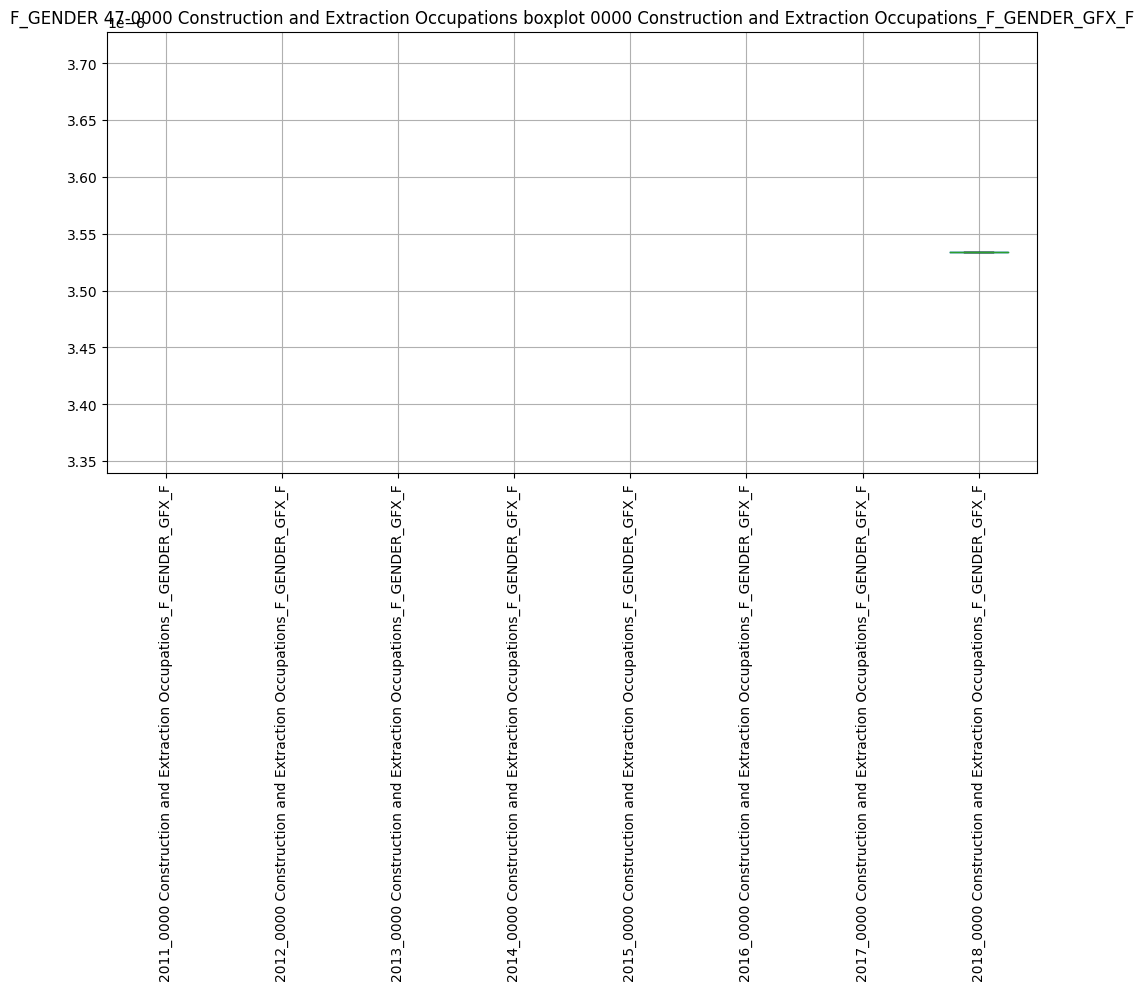 F_GENDER 47-0000 Construction and Extraction Occupations boxplot 0000 Construction and Extraction Occupations_F_GENDER_GFX_F
1e−6
3.70
3.65
3.60
3.55
3.50
3.45
3.40
3.35
2011_0000 Construction and Extraction Occupations_F_GENDER_GFX_F
2012_0000 Construction and Extraction Occupations_F_GENDER_GFX_F
2013_0000 Construction and Extraction Occupations_F_GENDER_GFX_F
2014_0000 Construction and Extraction Occupations_F_GENDER_GFX_F
2015_0000 Construction and Extraction Occupations_F_GENDER_GFX_F
2016_0000 Construction and Extraction Occupations_F_GENDER_GFX_F
2017_0000 Construction and Extraction Occupations_F_GENDER_GFX_F
2018_0000 Construction and Extraction Occupations_F_GENDER_GFX_F